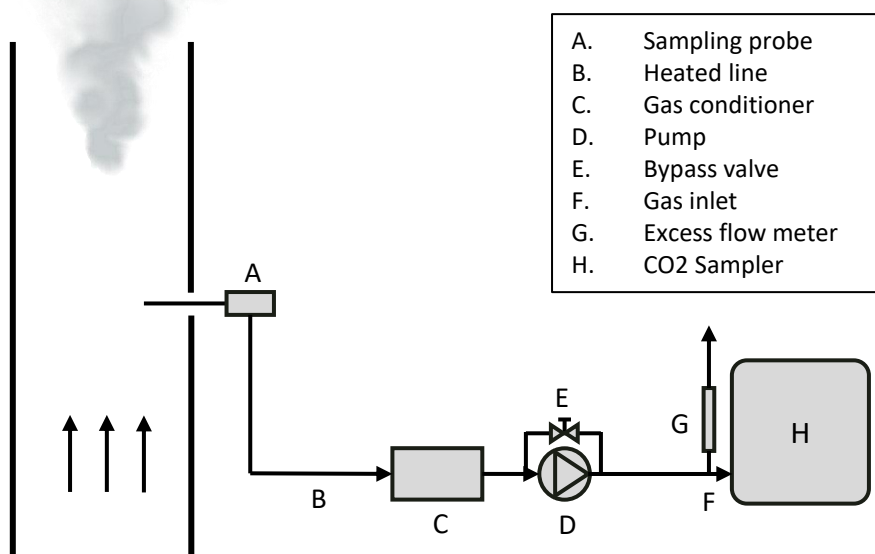 A. Sampling probe
B. Heated line
C. Gas conditioner
D. Pump
E. Bypass valve
F. Gas inlet
G. Excess flow meter
H. CO2 Sampler
A
E
G
H
B
C
D
F